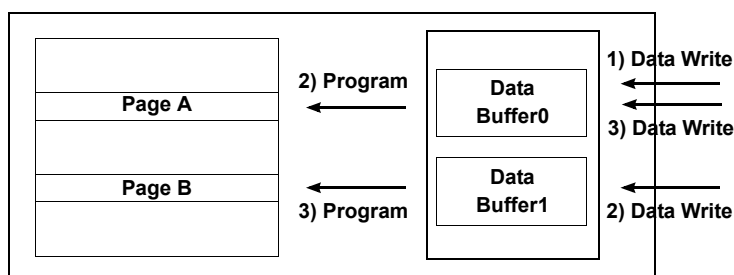 1) Data Write
2) Program
Data
Buffer0
Page A
3) Data Write
Data
Buffer1
Page B
3) Program
2) Data Write